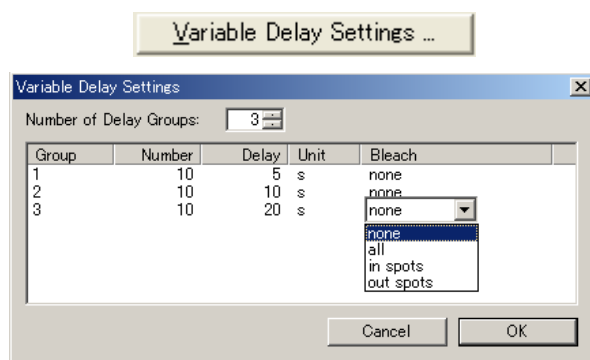 Variable Delay Settings ...
Variable Delay Settings
Number of Delay Groups: 3
Group Number Delay Unit Bleach
1 10 5 s none
2 10 10 s none
3 10 20 s none
none
all
in spots
out spots
Cancel OK